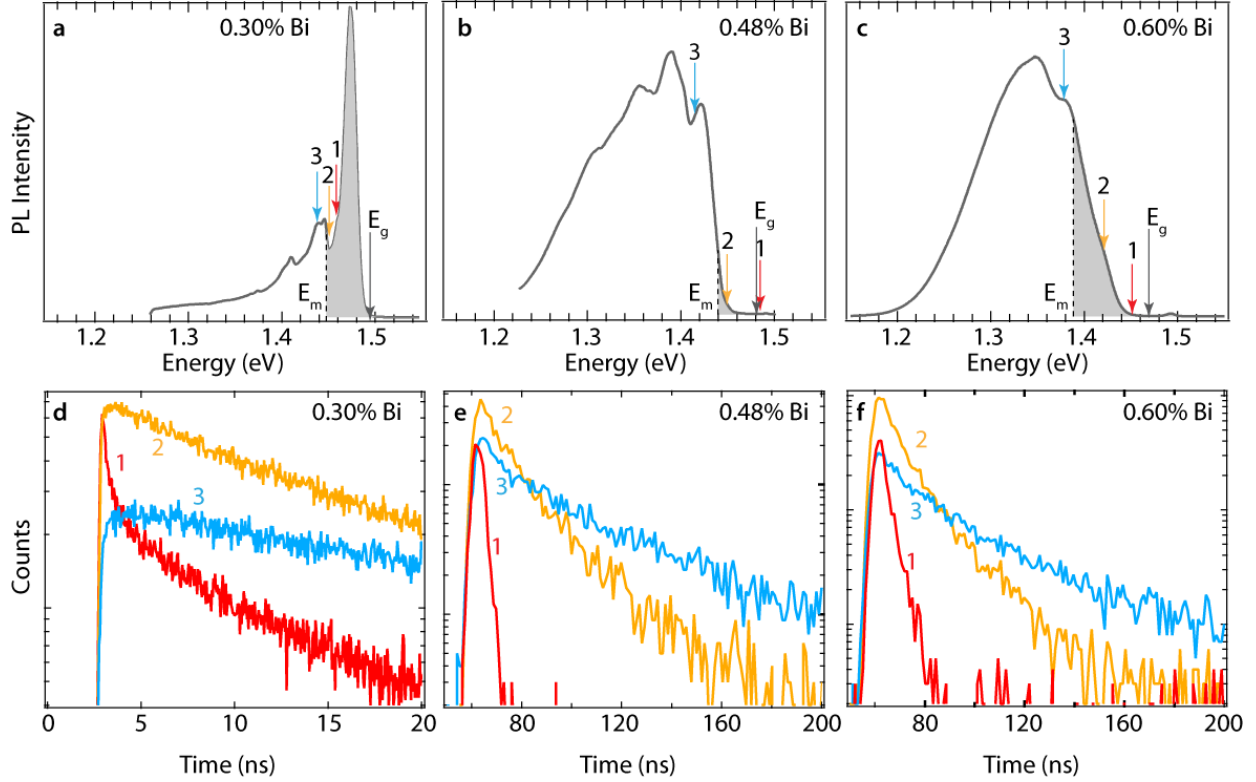 a 0.30% Bi
b 0.48% Bi
c 0.60% Bi
PL Intensity
3 2 1 E_g E_m
3 2 E_g 1 E_m
3 2 1 E_g E_m
1.2 1.3 1.4 1.5
1.2 1.3 1.4 1.5
1.2 1.3 1.4 1.5
Energy (eV)
Energy (eV)
Energy (eV)
d 0.30% Bi
e 0.48% Bi
f 0.60% Bi
Counts
1 2 3
2 3 1
2 3 1
0 5 10 15 20
80 120 160 200
80 120 160 200
Time (ns)
Time (ns)
Time (ns)